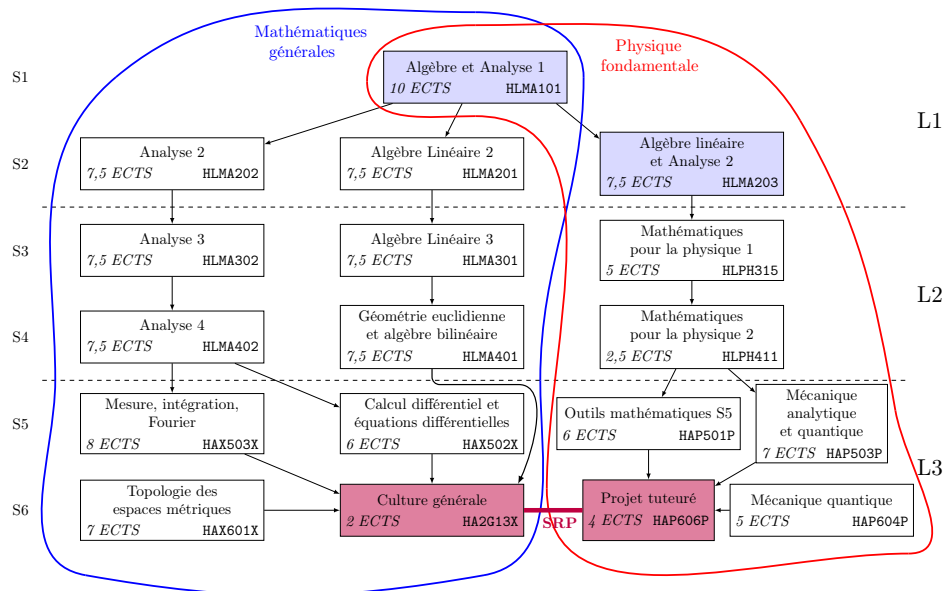 Mathématiques
générales
Physique
fondamentale
S1
Algèbre et Analyse 1
10 ECTS HLMA101
L1
S2
Analyse 2
7,5 ECTS HLMA202
Algèbre Linéaire 2
7,5 ECTS HLMA201
Algèbre linéaire
et Analyse 2
7,5 ECTS HLMA203
S3
Analyse 3
7,5 ECTS HLMA302
Algèbre Linéaire 3
7,5 ECTS HLMA301
Mathématiques
pour la physique 1
5 ECTS HLPH315
L2
S4
Analyse 4
7,5 ECTS HLMA402
Géométrie euclidienne
et algèbre bilinéaire
7,5 ECTS HLMA401
Mathématiques
pour la physique 2
2,5 ECTS HLPH411
S5
Mesure, intégration,
Fourier
8 ECTS HAX503X
Calcul différentiel et
équations différentielles
6 ECTS HAX502X
Outils mathématiques S5
6 ECTS HAP501P
Mécanique
analytique
et quantique
7 ECTS HAP503P
L3
S6
Topologie des
espaces métriques
7 ECTS HAX601X
Culture générale
2 ECTS HA2G13X
SRP
Projet tuteuré
4 ECTS HAP606P
Mécanique quantique
5 ECTS HAP604P